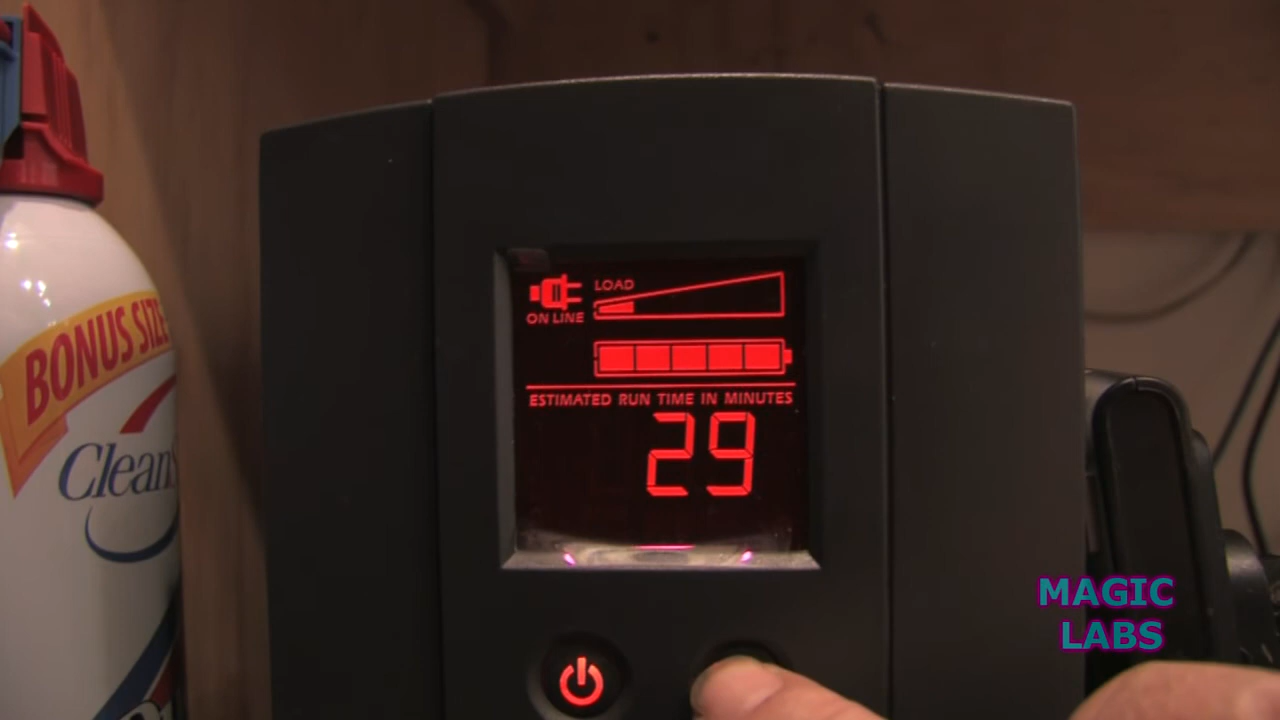 BONUS SIZE
Clean
LOAD
ON LINE
ESTIMATED RUN TIME IN MINUTES
29
MAGIC
LABS